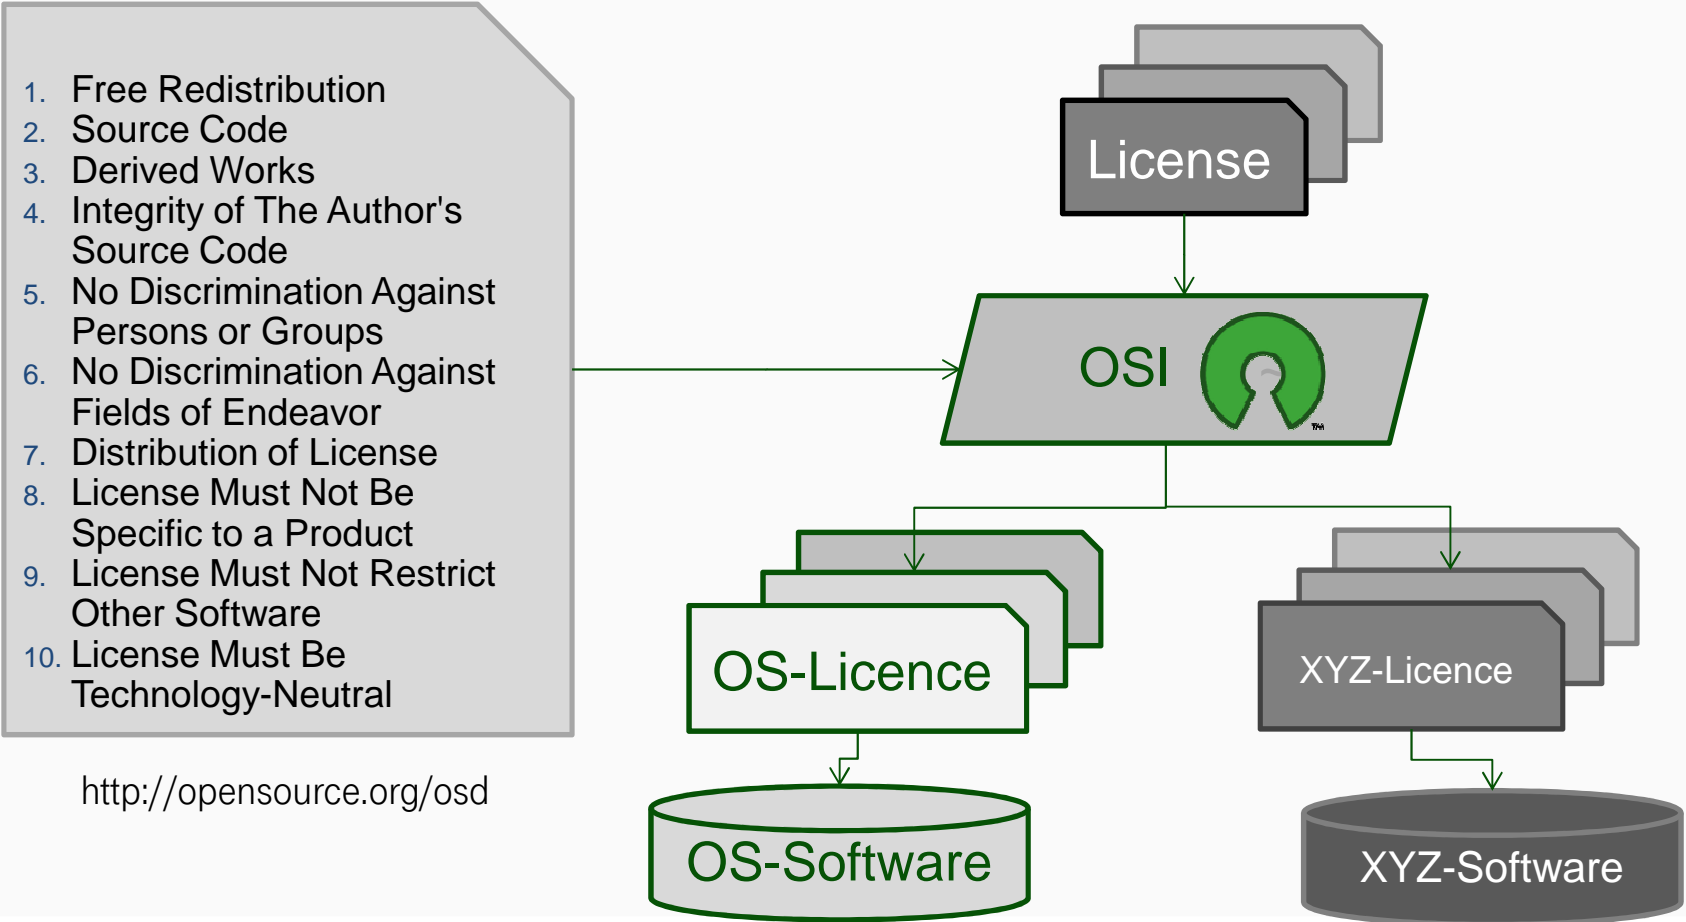 1. Free Redistribution
2. Source Code
3. Derived Works
4. Integrity of The Author's
Source Code
5. No Discrimination Against
Persons or Groups
6. No Discrimination Against
Fields of Endeavor
7. Distribution of License
8. License Must Not Be
Specific to a Product
9. License Must Not Restrict
Other Software
10. License Must Be
Technology-Neutral
http://opensource.org/osd
License
OSI
TM
OS-Licence
XYZ-Licence
OS-Software
XYZ-Software